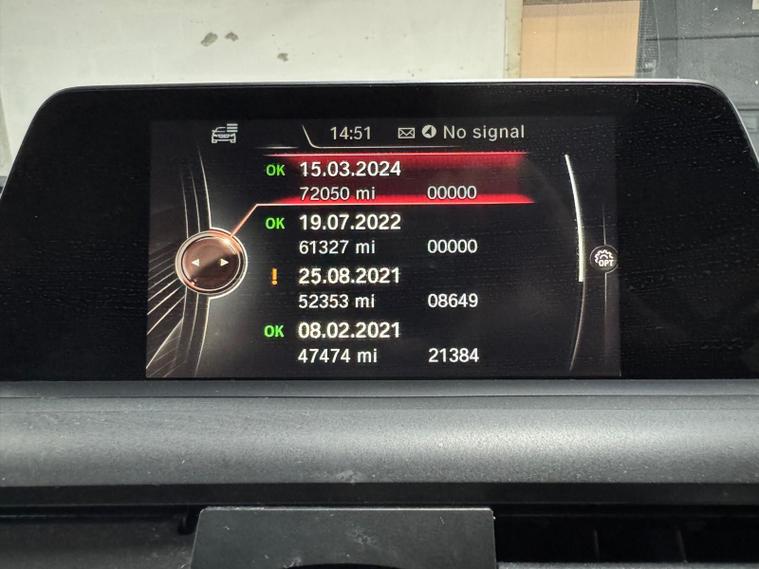 14:51 No signal
OK 15.03.2024
72050 mi 00000
OK 19.07.2022
61327 mi 00000
! 25.08.2021
52353 mi 08649
OK 08.02.2021
47474 mi 21384
OPT